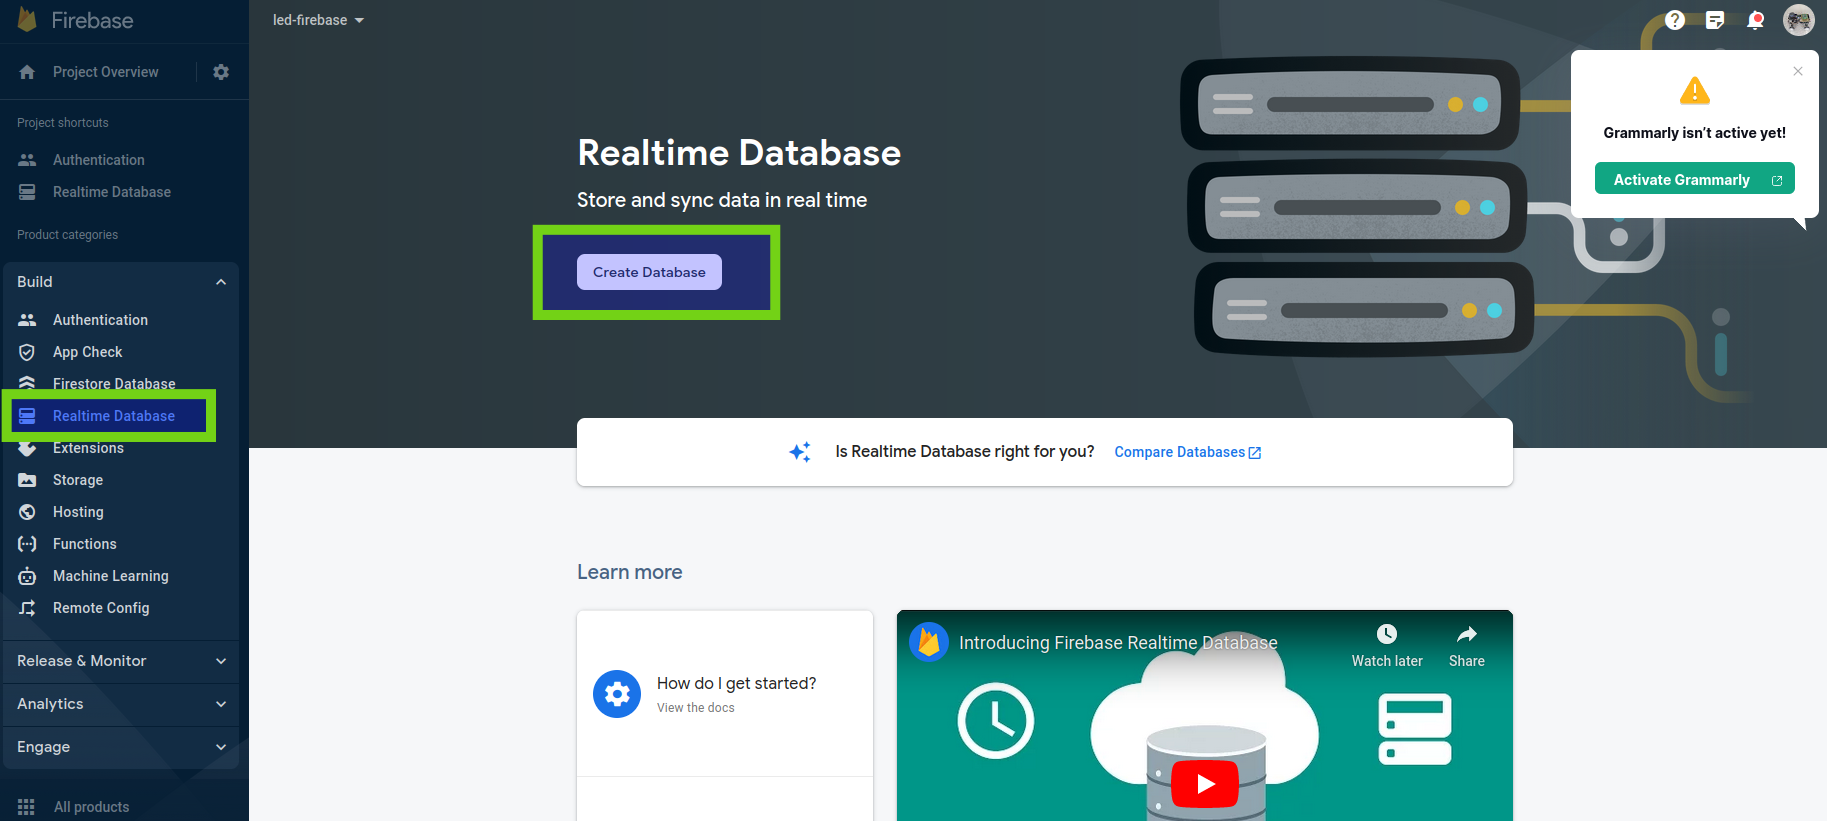 Firebase
led-firebase
Project Overview
Project shortcuts
Authentication
Realtime Database
Product categories
Build
Authentication
App Check
Firestore Database
Realtime Database
Extensions
Storage
Hosting
Functions
Machine Learning
Remote Config
Release & Monitor
Analytics
Engage
All products
Realtime Database
Store and sync data in real time
Create Database
Grammarly isn’t active yet!
Activate Grammarly
Is Realtime Database right for you? Compare Databases
Learn more
How do I get started?
View the docs
Introducing Firebase Realtime Database
Watch later
Share